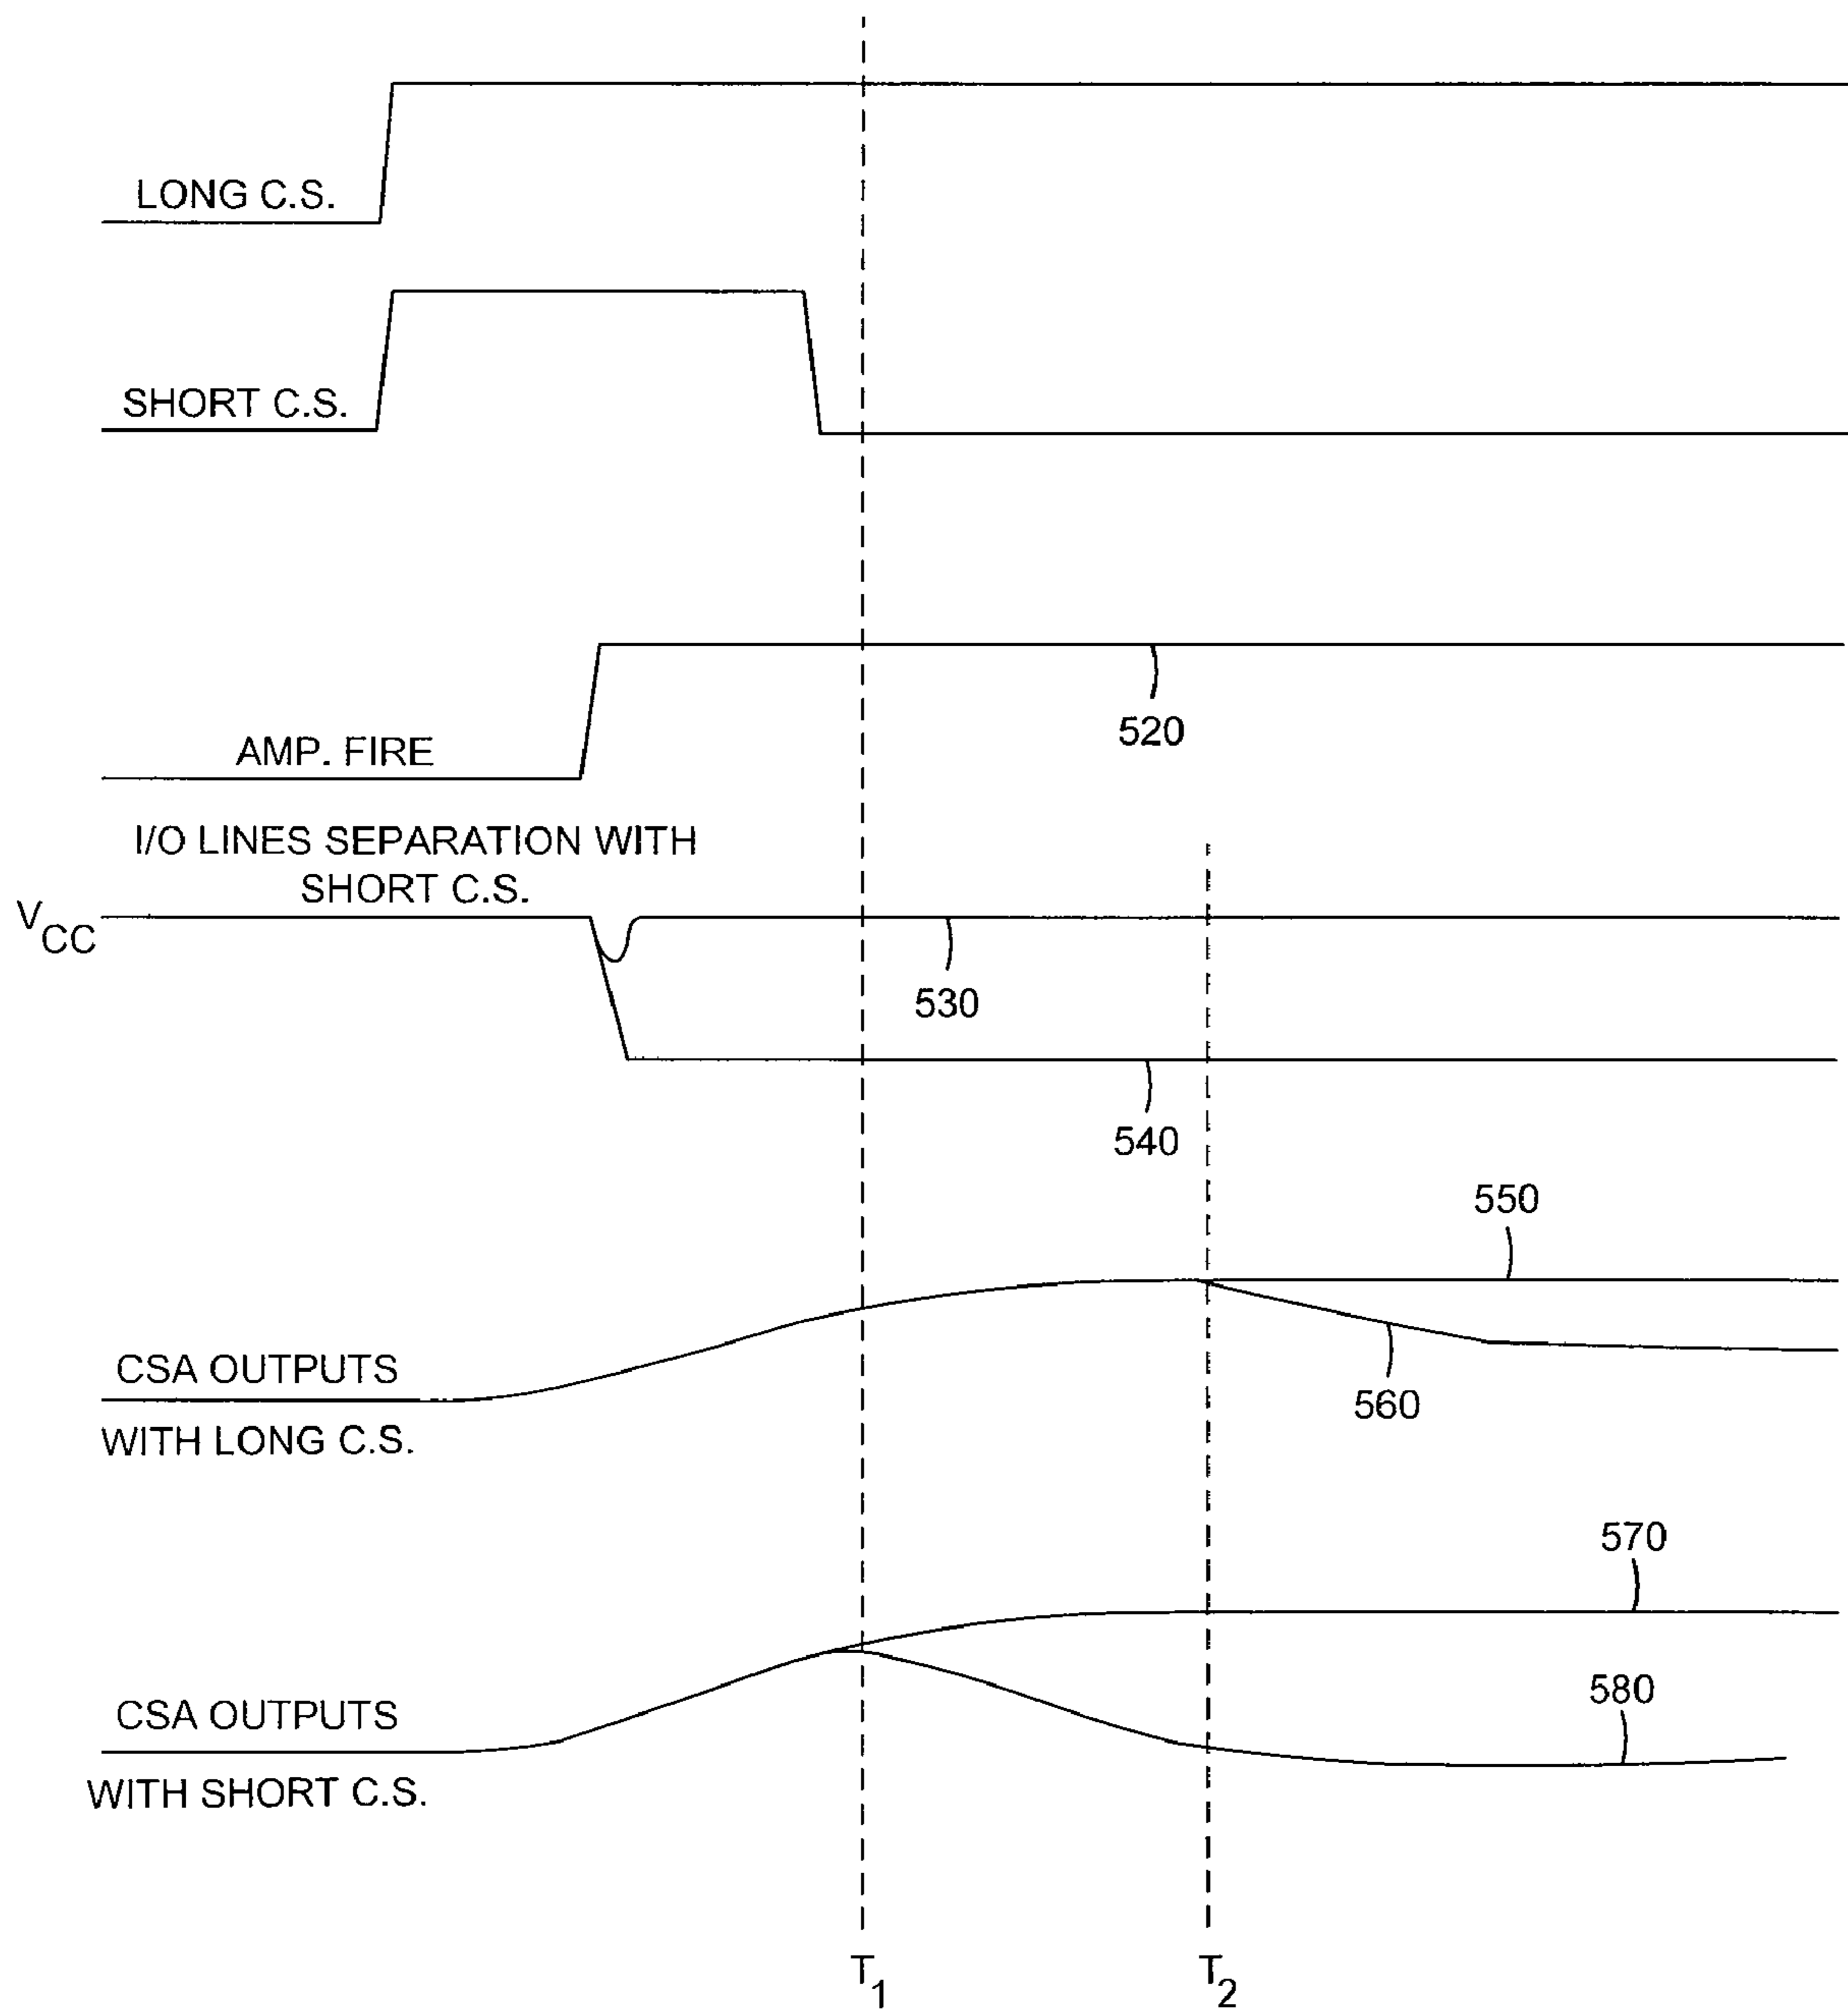 LONG C.S.
SHORT C.S.
520
AMP. FIRE
I/O LINES SEPARATION WITH
SHORT C.S.
VCC
530
540
550
CSA OUTPUTS
560
WITH LONG C.S.
570
580
CSA OUTPUTS
WITH SHORT C.S.
T1
T2